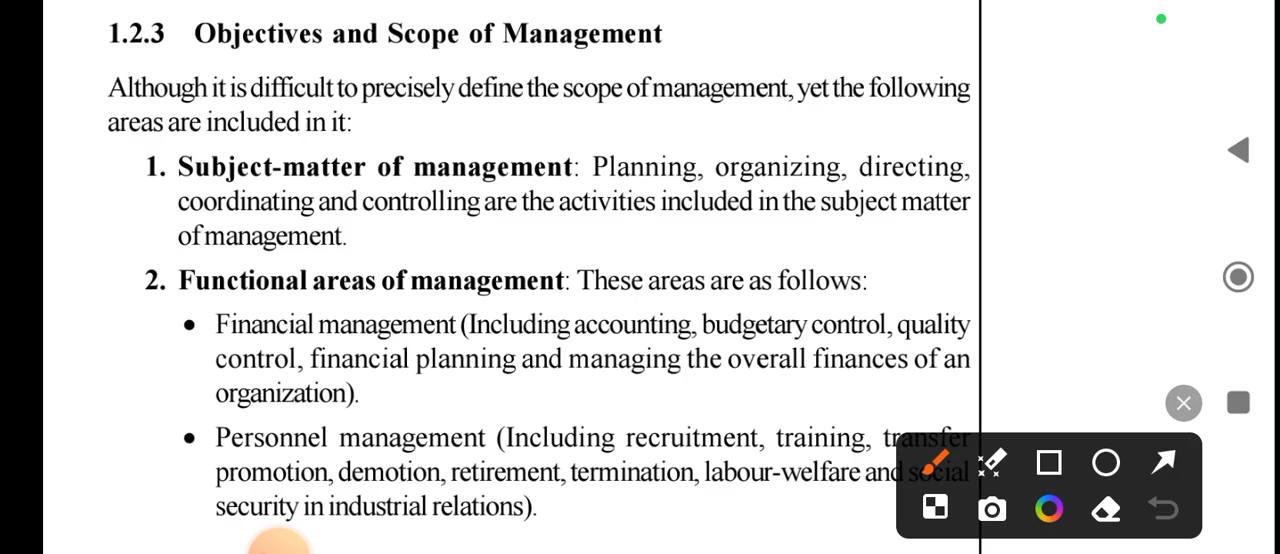 1.2.3 Objectives and Scope of Management
Although it is difficult to precisely define the scope of management, yet the following
areas are included in it:
1. Subject-matter of management: Planning, organizing, directing,
coordinating and controlling are the activities included in the subject matter
of management.
2. Functional areas of management: These areas are as follows:
• Financial management (Including accounting, budgetary control, quality
control, financial planning and managing the overall finances of an
organization).
• Personnel management (Including recruitment, training, transfer
promotion, demotion, retirement, termination, labour-welfare and social
security in industrial relations).